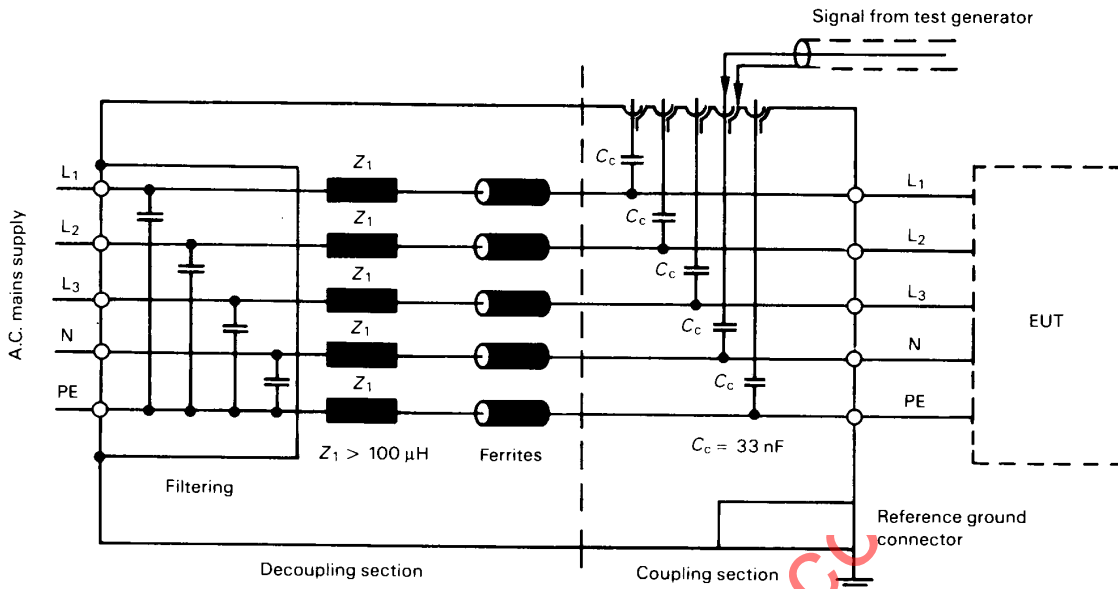 Signal from test generator
A.C. mains supply
L1
L2
L3
N
PE
Z1
Z1
Z1
Z1
Z1
Cc
Cc
Cc
Cc
Cc
L1
L2
L3
N
PE
EUT
Z1 > 100 μH
Ferrites
Cc = 33 nF
Filtering
Reference ground
connector
Decoupling section
Coupling section